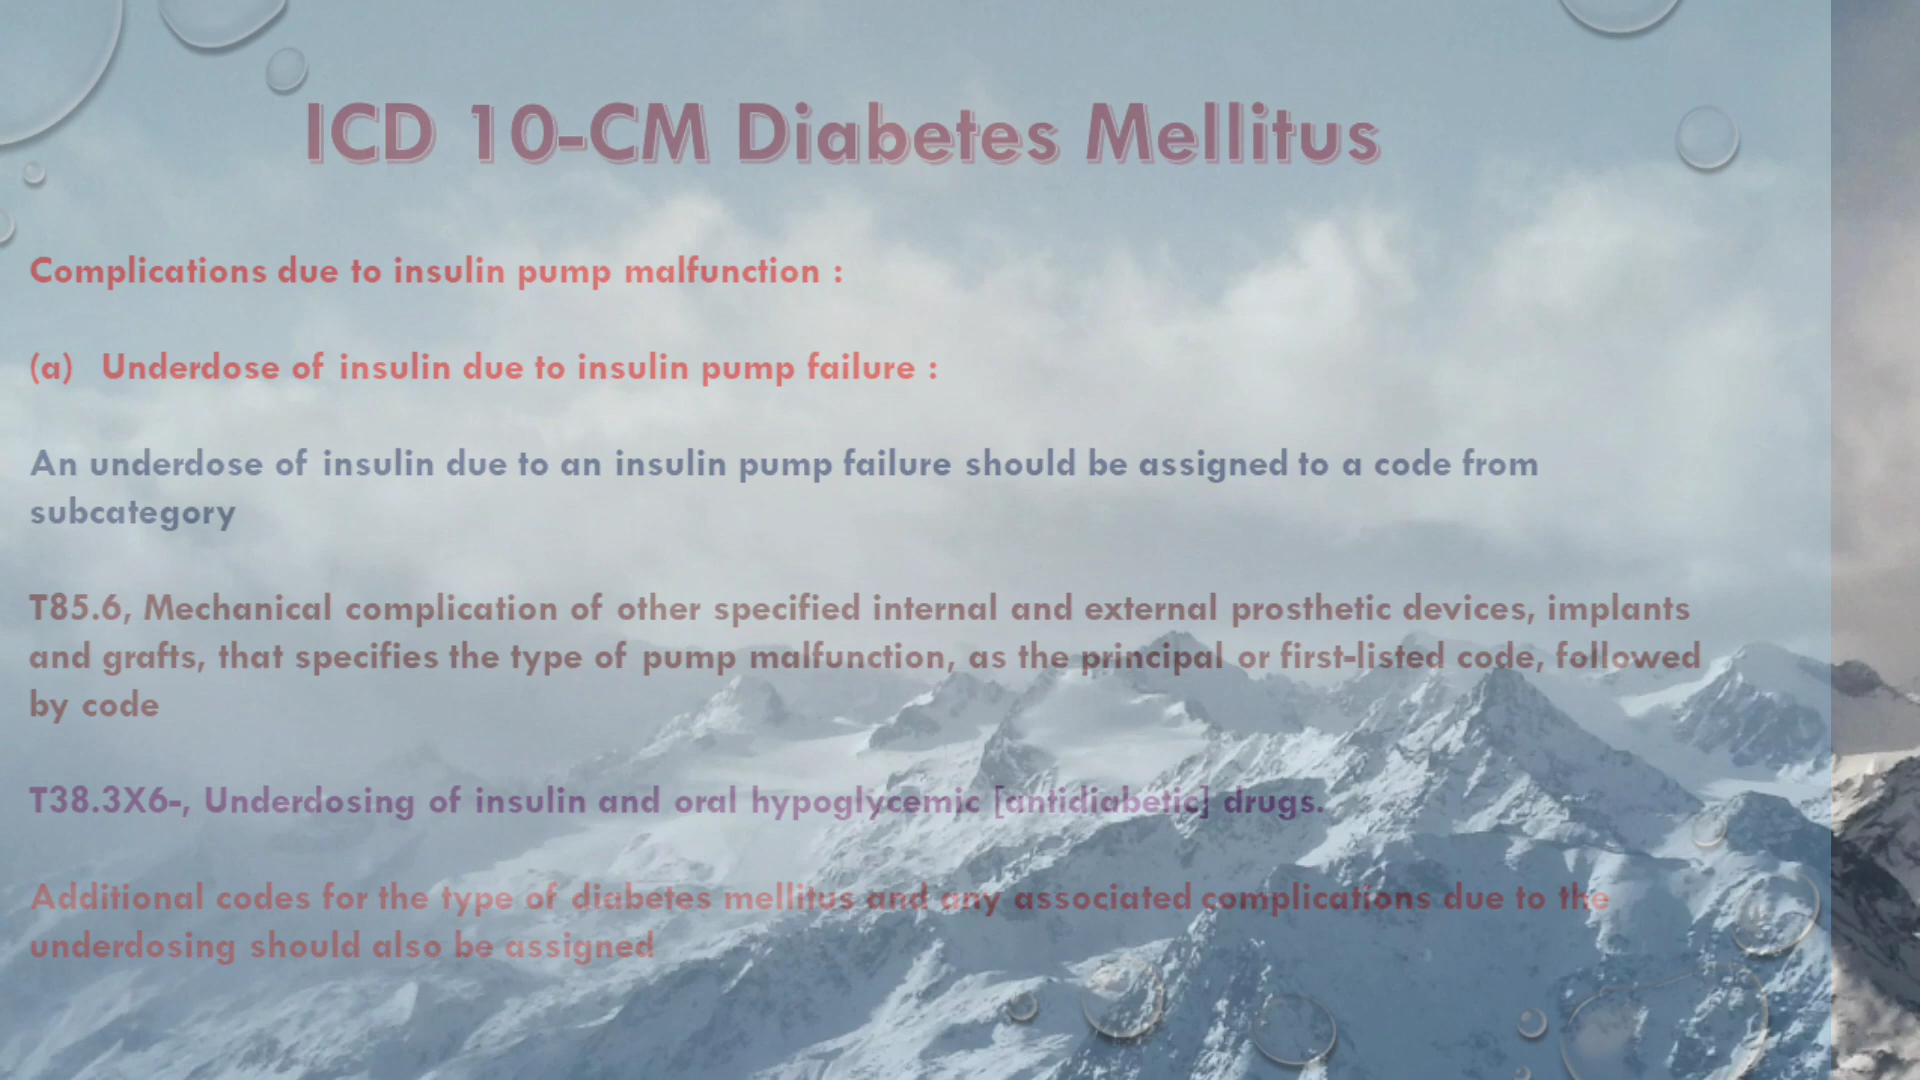 ICD 10-CM Diabetes Mellitus
Complications due to insulin pump malfunction :
(a) Underdose of insulin due to insulin pump failure :
An underdose of insulin due to an insulin pump failure should be assigned to a code from
subcategory
T85.6, Mechanical complication of other specified internal and external prosthetic devices, implants
and grafts, that specifies the type of pump malfunction, as the principal or first-listed code, followed
by code
T38.3X6-, Underdosing of insulin and oral hypoglycemic [antidiabetic] drugs.
Additional codes for the type of diabetes mellitus and any associated complications due to the
underdosing should also be assigned